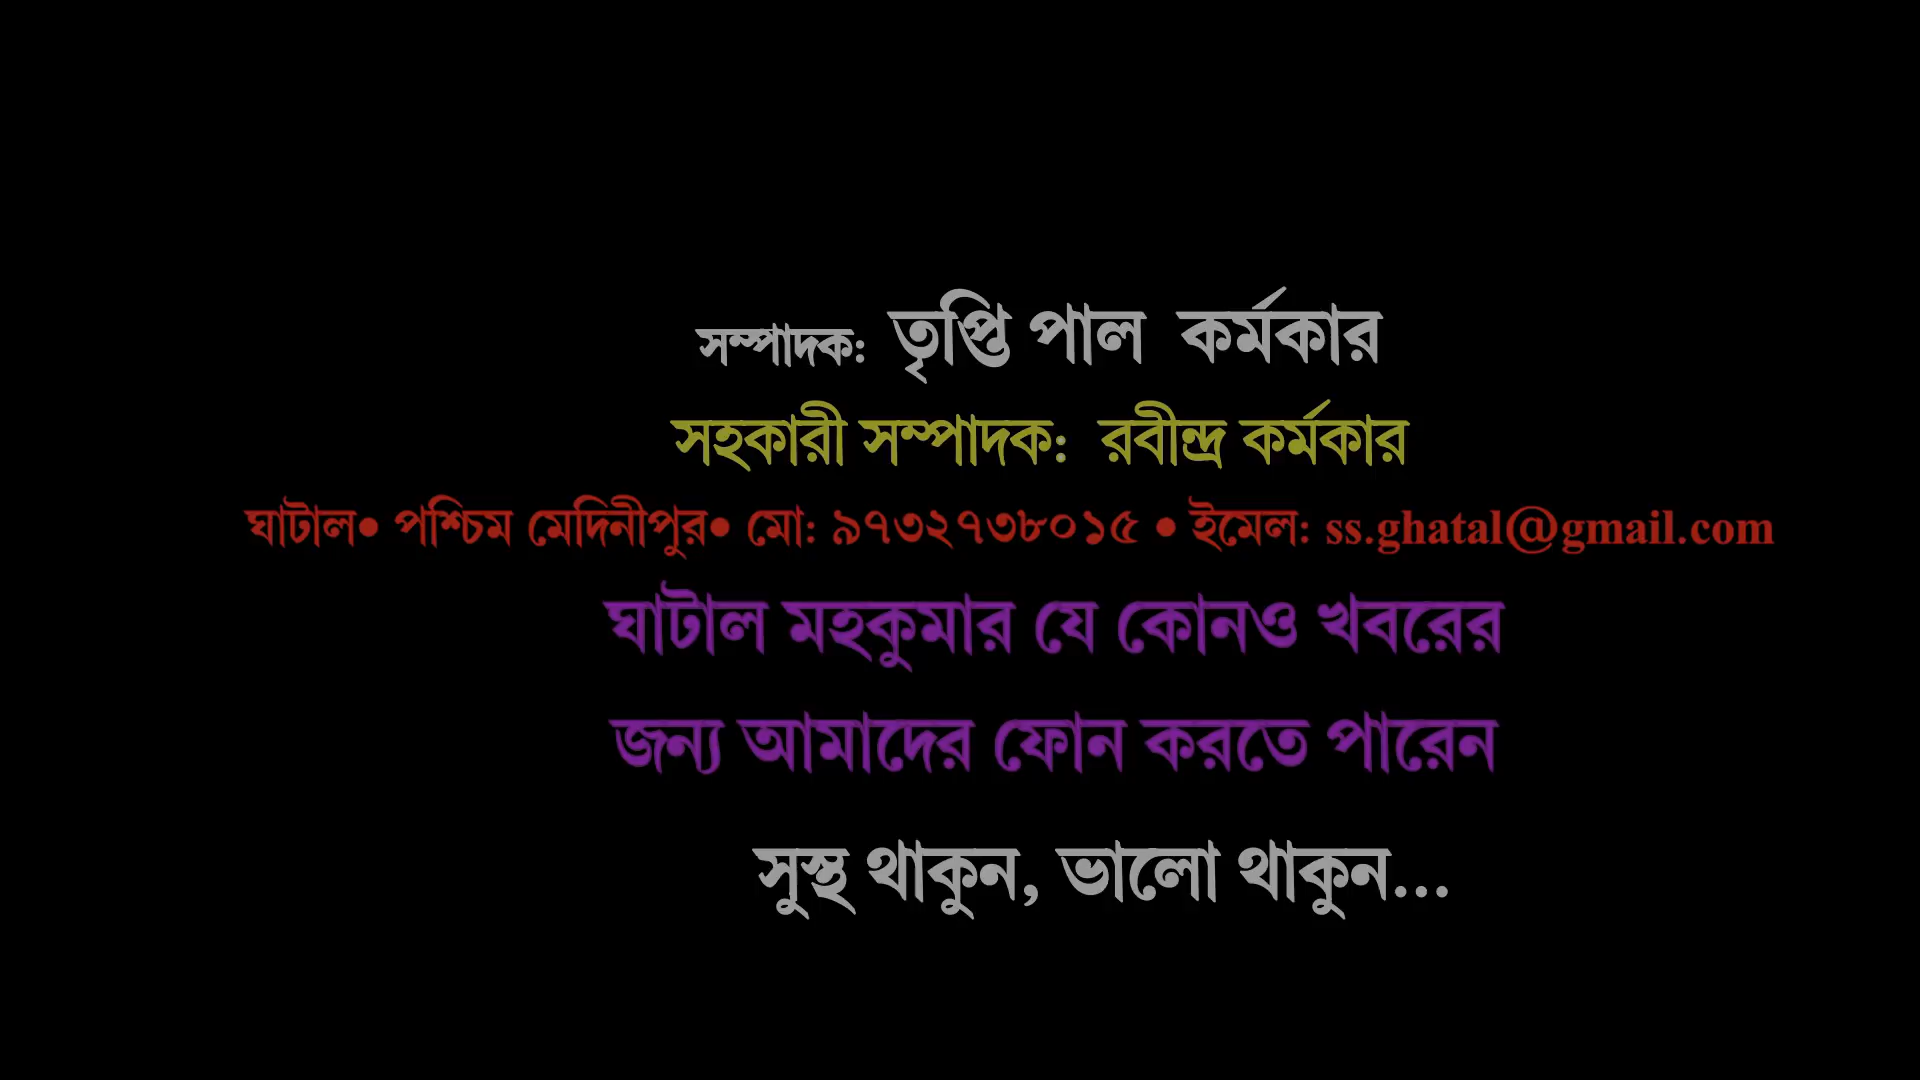 সম্পাদক: তৃপ্তি পাল কর্মকার
সহকারী সম্পাদক: রবীন্দ্র কর্মকার
ঘাটাল● পশ্চিম মেদিনীপুর● মো: ৯৭৩২৭৩৮০১৫ ● ইমেল: ss.ghatal@gmail.com
ঘাটাল মহকুমার যে কোনও খবরের
জন্য আমাদের ফোন করতে পারেন
সুস্থ থাকুন, ভালো থাকুন...